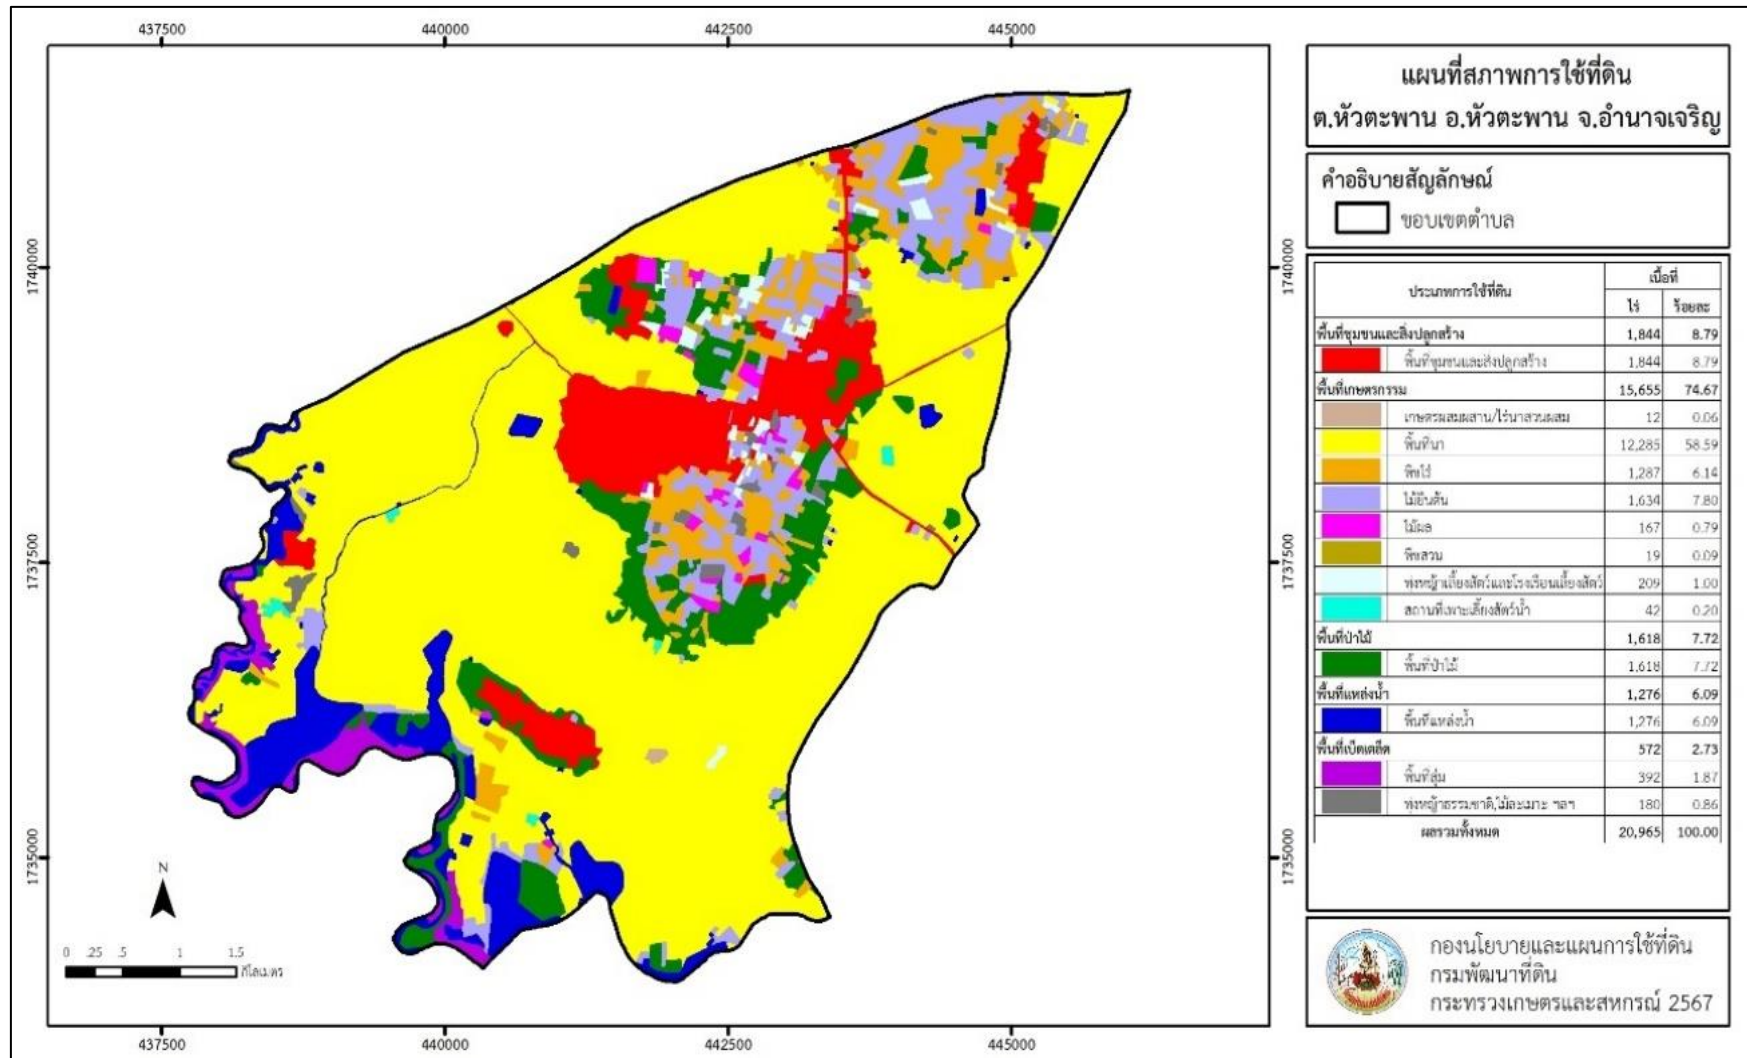 437500 440000 442500 445000
แผนที่สภาพการใช้ที่ดิน
ต.หัวตะพาน อ.หัวตะพาน จ.อำนาจเจริญ
คำอธิบายสัญลักษณ์
ขอบเขตตำบล
1740000 1740000
1737500 1737500
1735000 1735000
ประเภทการใช้ที่ดิน เนื้อที่
ไร่ ร้อยละ
พื้นที่ชุมชนและสิ่งปลูกสร้าง 1,844 8.79
พื้นที่ชุมชนและสิ่งปลูกสร้าง 1,844 8.79
พื้นที่เกษตรกรรม 15,655 74.67
เกษตรผสมผสาน/ไร่นาสวนผสม 12 0.06
พื้นที่นา 12,285 58.59
พืชไร่ 1,287 6.14
ไม้ยืนต้น 1,634 7.80
ไม้ผล 167 0.79
พืชสวน 19 0.09
ทุ่งหญ้าเลี้ยงสัตว์และโรงเรือนเลี้ยงสัตว์ 209 1.00
สถานที่เพาะเลี้ยงสัตว์น้ำ 42 0.20
พื้นที่ป่าไม้ 1,618 7.72
พื้นที่ป่าไม้ 1,618 7.72
พื้นที่แหล่งน้ำ 1,276 6.09
พื้นที่แหล่งน้ำ 1,276 6.09
พื้นที่เบ็ดเตล็ด 572 2.73
พื้นที่ลุ่ม 392 1.87
ทุ่งหญ้าธรรมชาติ,ไม้ละเมาะ ฯลฯ 180 0.86
ผลรวมทั้งหมด 20,965 100.00
N
0 .25 .5 1 1.5
กิโลเมตร
กองนโยบายและแผนการใช้ที่ดิน
กรมพัฒนาที่ดิน
กระทรวงเกษตรและสหกรณ์ 2567
437500 440000 442500 445000